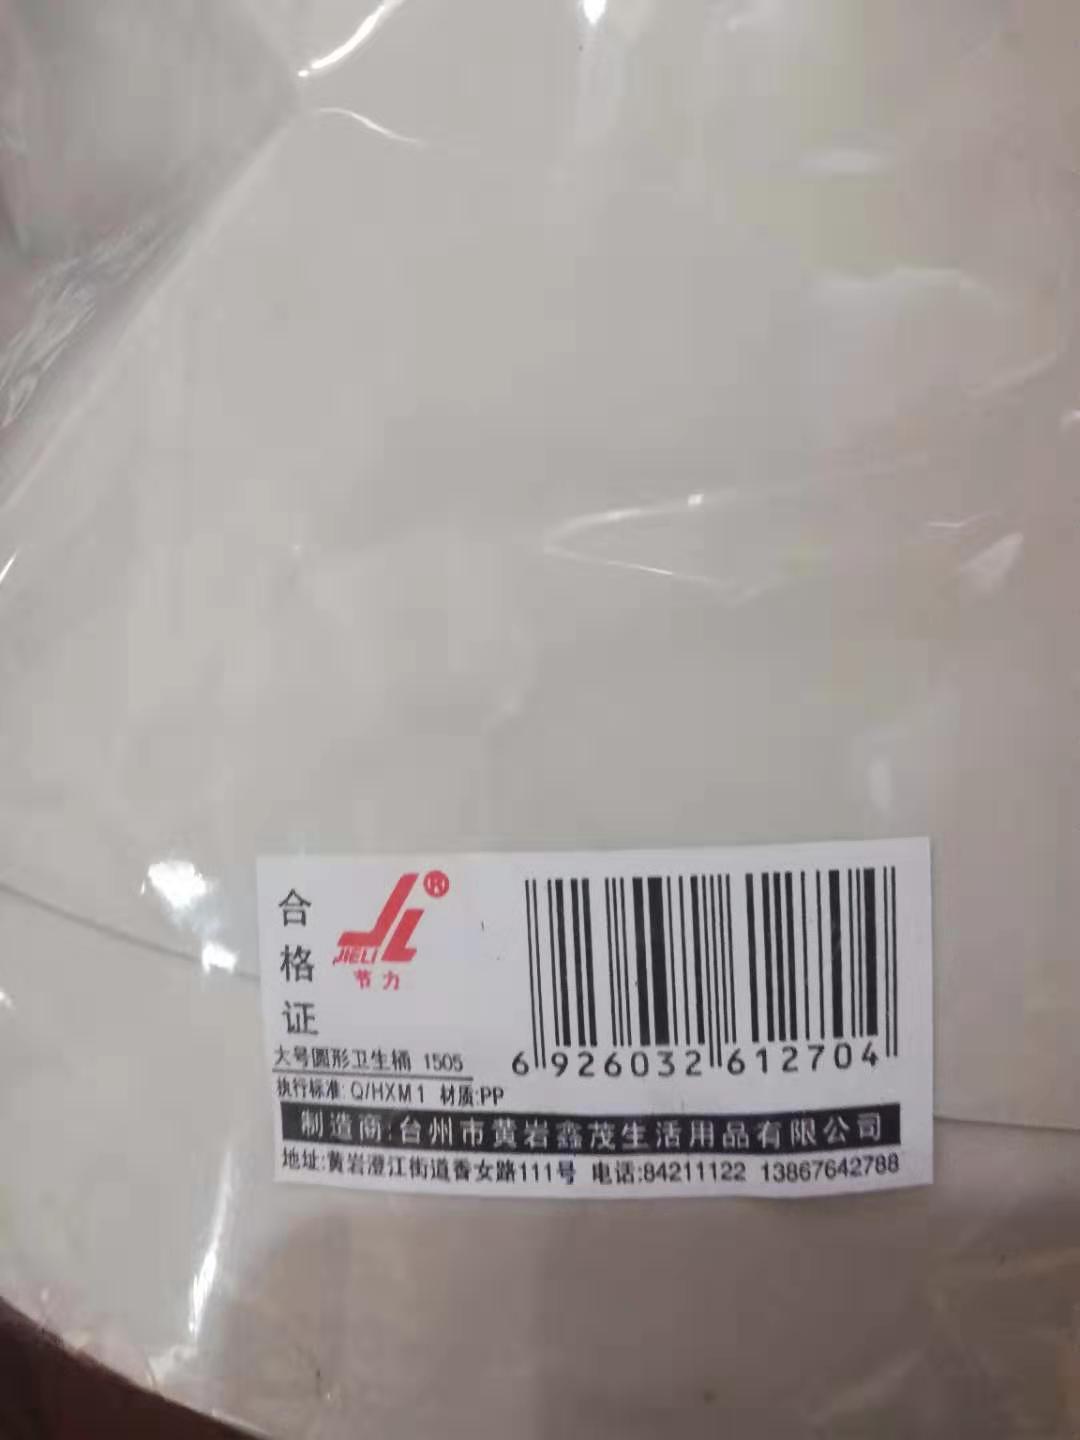 合格证
®
JIELI
节力
大号圆形卫生桶 1505
执行标准:Q/HXM1 材质:PP
6 926032 612704
制造商:台州市黄岩鑫茂生活用品有限公司
地址:黄岩澄江街道香女路111号 电话:84211122 13867642788